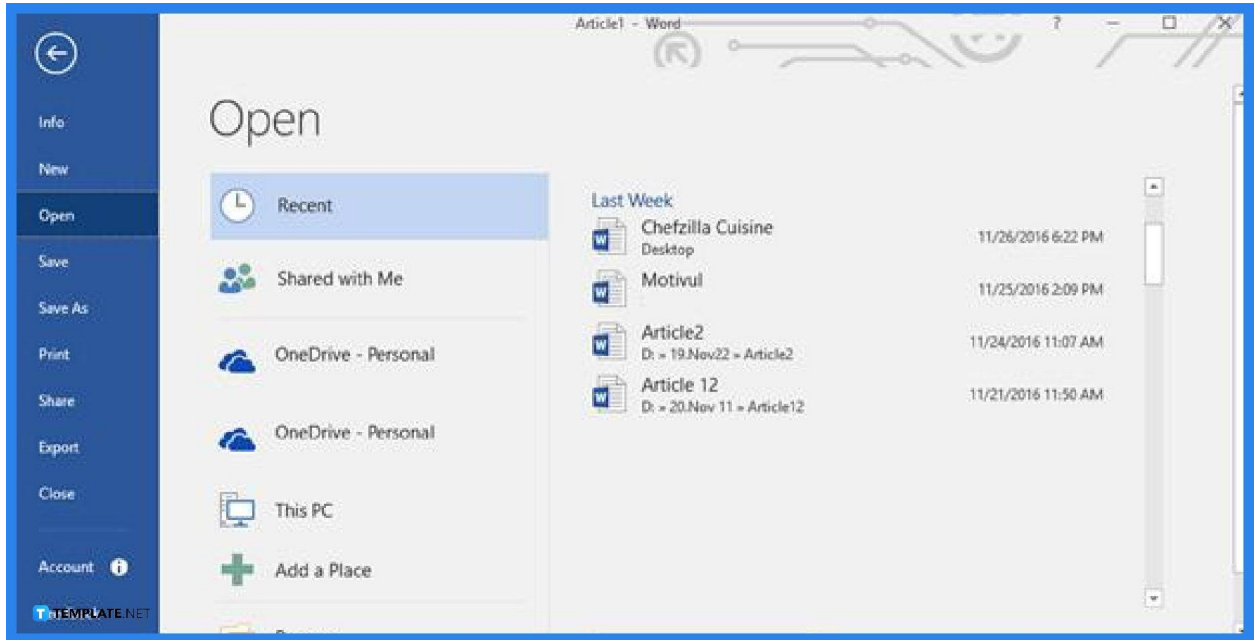 Article1 - Word
?
Info
New
Open
Save
Save As
Print
Share
Export
Close
Account
TEMPLATE.NET
Open
Recent
Shared with Me
OneDrive - Personal
OneDrive - Personal
This PC
Add a Place
Last Week
Chefzilla Cuisine 11/26/2016 6:22 PM
Desktop
Motivul 11/25/2016 2:09 PM
Article2 11/24/2016 11:07 AM
D: » 19.Nov22 » Article2
Article 12 11/21/2016 11:50 AM
D: » 20.Nov 11 » Article12